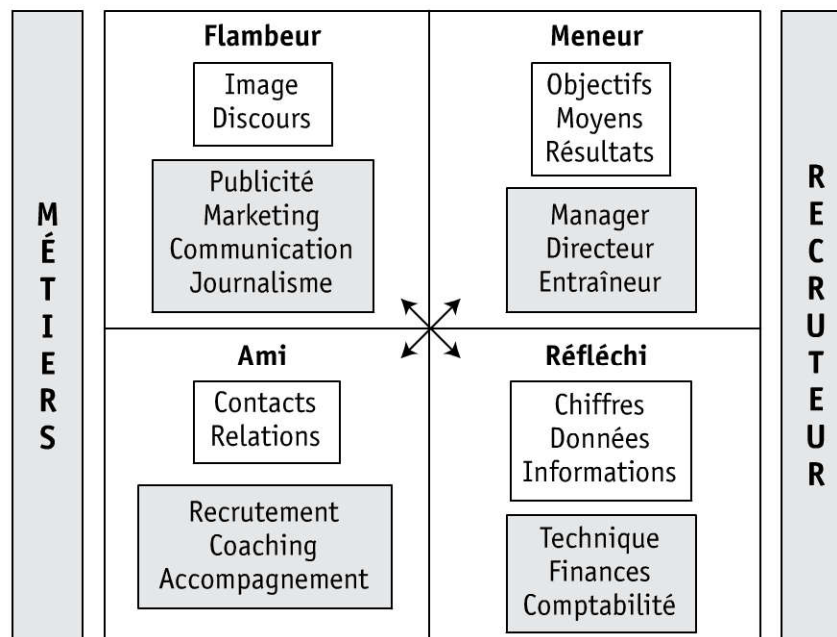 MÉTIERS
Flambeur
Image
Discours
Publicité
Marketing
Communication
Journalisme
Meneur
Objectifs
Moyens
Résultats
Manager
Directeur
Entraîneur
Ami
Contacts
Relations
Recrutement
Coaching
Accompagnement
Réfléchi
Chiffres
Données
Informations
Technique
Finances
Comptabilité
RECRUTEUR